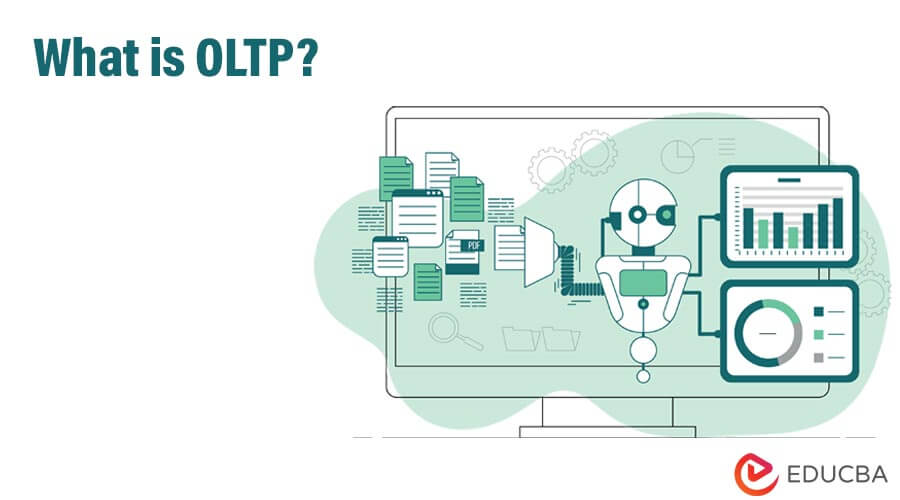 What is OLTP?
PDF
EDUCBA